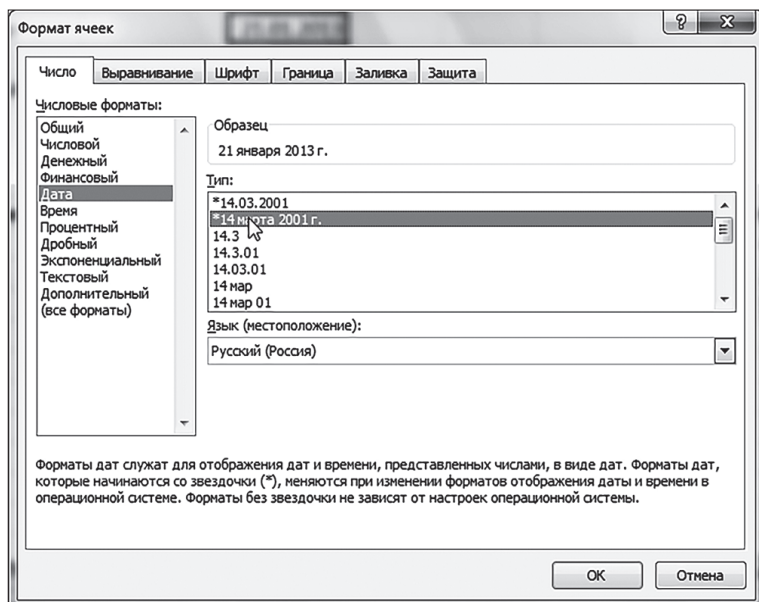 Формат ячеек
Число Выравнивание Шрифт Граница Заливка Защита
Числовые форматы:
Общий
Числовой
Денежный
Финансовый
Дата
Время
Процентный
Дробный
Экспоненциальный
Текстовый
Дополнительный
(все форматы)
Образец
21 января 2013 г.
Тип:
*14.03.2001
*14 марта 2001 г.
14.3
14.3.01
14.03.01
14 мар
14 мар 01
Язык (местоположение):
Русский (Россия)
Форматы дат служат для отображения дат и времени, представленных числами, в виде дат. Форматы дат,
которые начинаются со звездочки (*), меняются при изменении форматов отображения даты и времени в
операционной системе. Форматы без звездочки не зависят от настроек операционной системы.
ОК Отмена